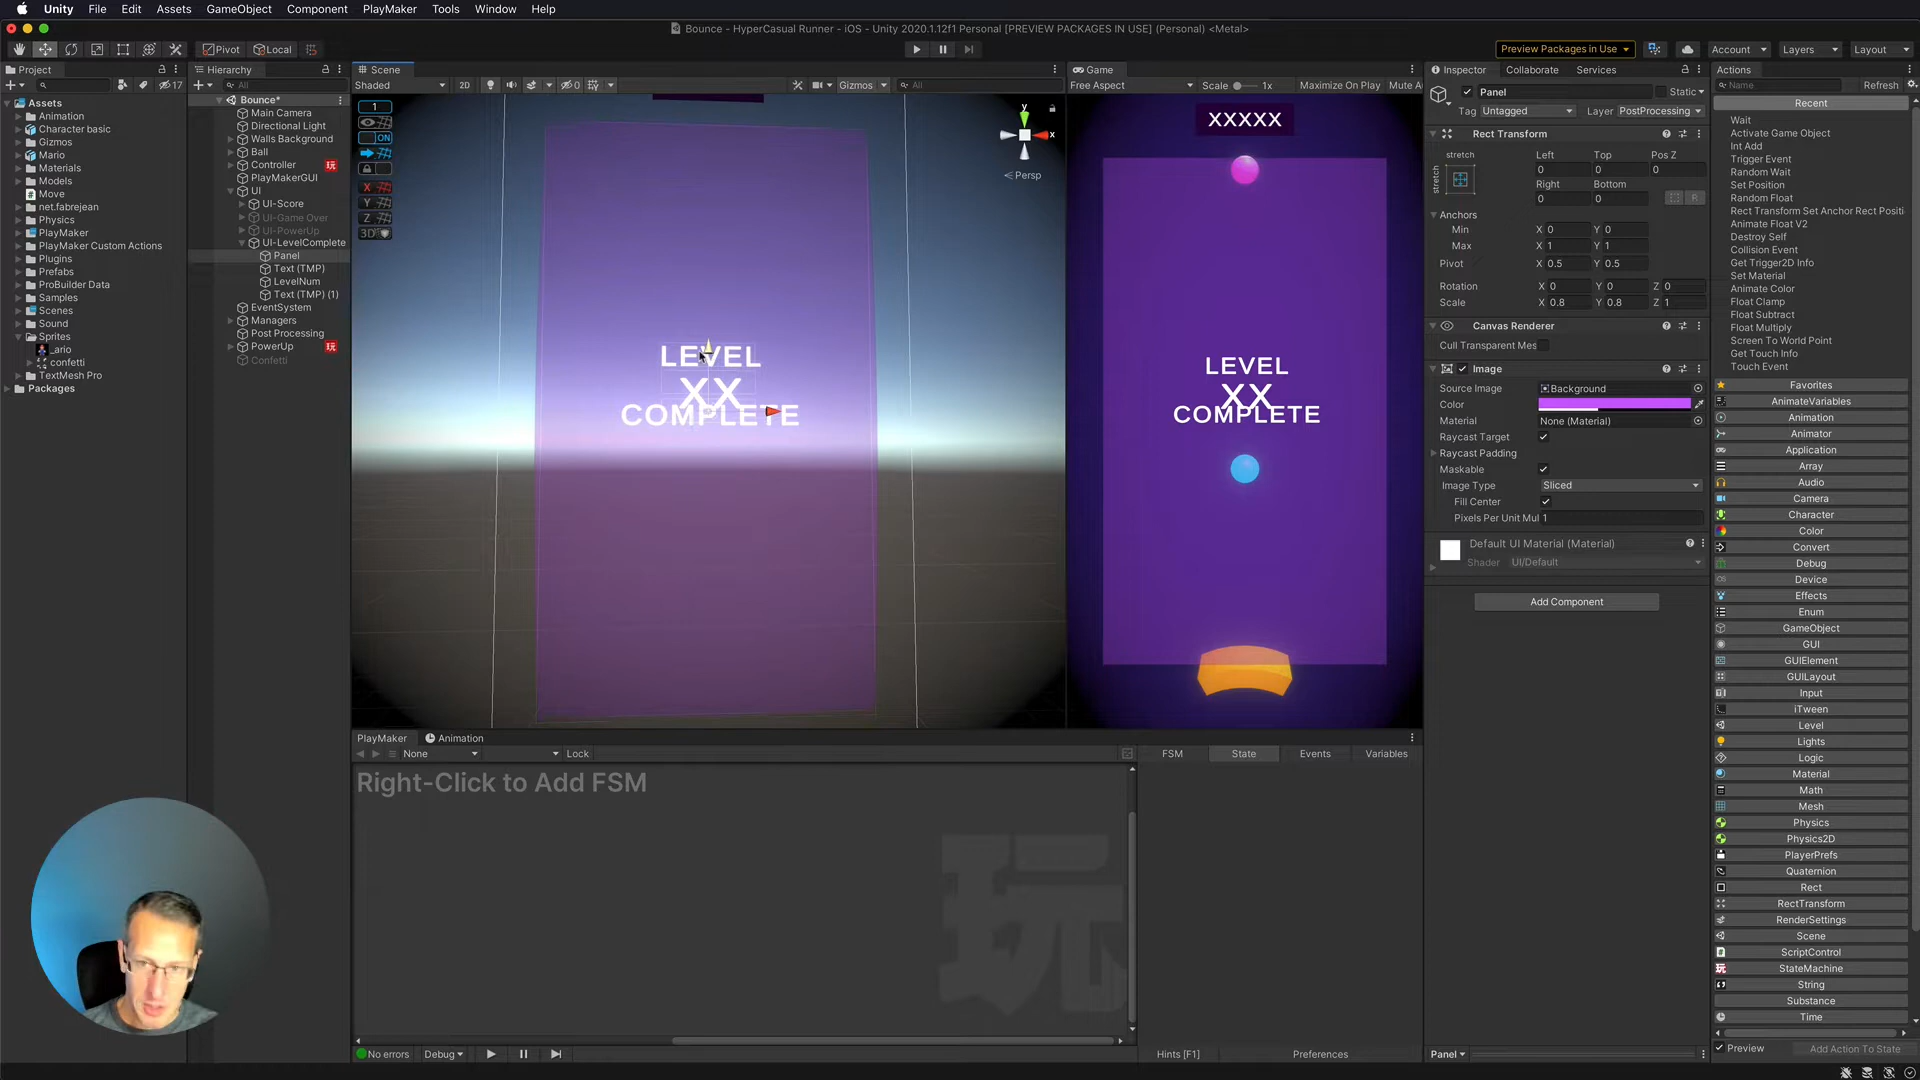 Unity File Edit Assets GameObject Component PlayMaker Tools Window Help
Bounce - HyperCasual Runner - iOS - Unity 2020.1.12f1 Personal [PREVIEW PACKAGES IN USE] (Personal) <Metal>
Pivot Local Preview Packages in Use Account Layers Layout
Project
All
Assets
Animation
Character basic
Gizmos
Mario
Materials
Models
Move
net.fabrejean
Physics
PlayMaker
PlayMaker Custom Actions
Plugins
Prefabs
ProBuilder Data
Samples
Scenes
Sound
Sprites
_ario
confetti
TextMesh Pro
Packages
17
Hierarchy
Bounce*
Main Camera
Directional Light
Walls Background
Ball
Controller
PlayMakerGUI
UI
UI-Score
UI-Game Over
UI-PowerUp
UI-LevelComplete
Panel
Text (TMP)
LevelNum
Text (TMP) (1)
EventSystem
Managers
Post Processing
PowerUp
Confetti
Scene
Shaded 2D 0 Gizmos All
1
ON
X
Y
Z
3D
y
x
Persp
LEVEL
XX
COMPLETE
Game
Free Aspect Scale 1x Maximize On Play Mute A
XXXXX
LEVEL
XX
COMPLETE
PlayMaker Animation
None Lock
FSM State Events Variables
Right-Click to Add FSM
玩
No errors Debug Hints [F1] Preferences
Inspector Collaborate Services
Panel Static
Tag Untagged Layer PostProcessing
Rect Transform
stretch
stretch
Left Top Pos Z
0 0 0
Right Bottom
0 0 R
Anchors
Min X 0 Y 0
Max X 1 Y 1
Pivot X 0.5 Y 0.5
Rotation X 0 Y 0 Z 0
Scale X 0.8 Y 0.8 Z 1
Canvas Renderer
Cull Transparent Mes
Image
Source Image Background
Color
Material None (Material)
Raycast Target
Raycast Padding
Maskable
Image Type Sliced
Fill Center
Pixels Per Unit Mul 1
Default UI Material (Material)
Shader UI/Default
Add Component
Panel
Actions
Name Refresh
Recent
Wait
Activate Game Object
Int Add
Trigger Event
Random Wait
Set Position
Random Float
Rect Transform Set Anchor Rect Positi
Animate Float V2
Destroy Self
Collision Event
Get Trigger2D Info
Set Material
Animate Color
Float Clamp
Float Subtract
Float Multiply
Screen To World Point
Get Touch Info
Touch Event
Favorites
AnimateVariables
Animation
Animator
Application
Array
Audio
Camera
Character
Color
Convert
Debug
Device
Effects
Enum
GameObject
GUI
GUIElement
GUILayout
Input
iTween
Level
Lights
Logic
Material
Math
Mesh
Physics
Physics2D
PlayerPrefs
Quaternion
Rect
RectTransform
RenderSettings
Scene
ScriptControl
StateMachine
String
Substance
Time
Preview Add Action To State